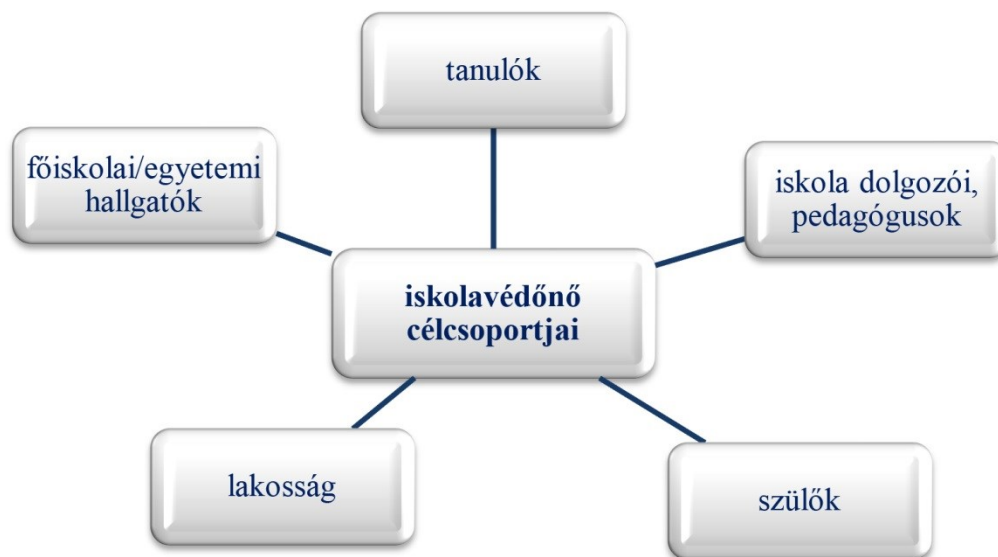 tanulók
főiskolai/egyetemi
hallgatók
iskola dolgozói,
pedagógusok
iskolavédőnő
célcsoportjai
lakosság
szülők